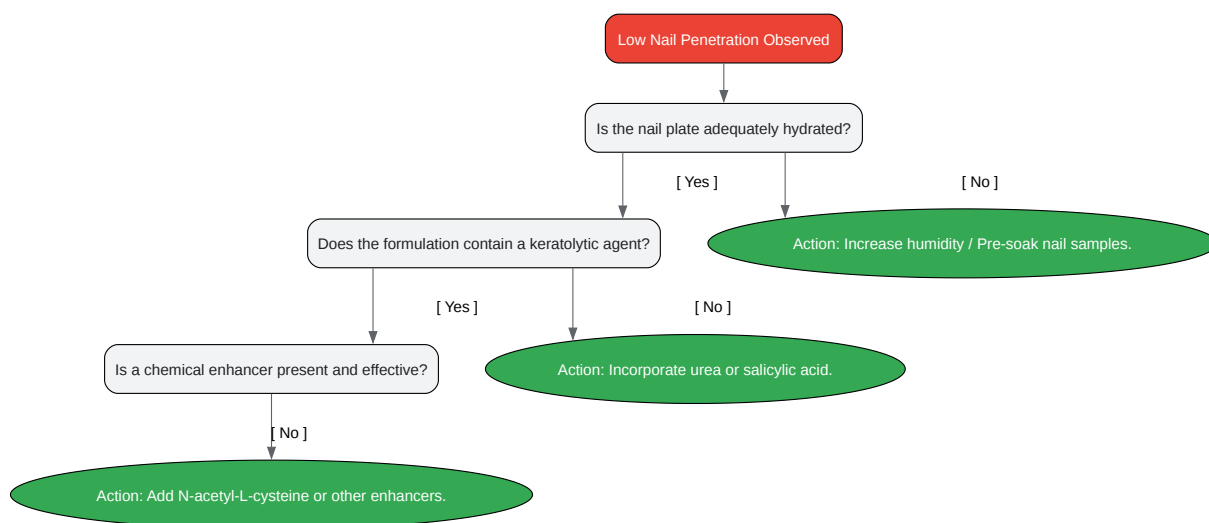 Low Nail Penetration Observed
Is the nail plate adequately hydrated?
[ Yes ]
[ No ]
Does the formulation contain a keratolytic agent?
Action: Increase humidity / Pre-soak nail samples.
[ Yes ]
[ No ]
Is a chemical enhancer present and effective?
Action: Incorporate urea or salicylic acid.
[ No ]
Action: Add N-acetyl-L-cysteine or other enhancers.